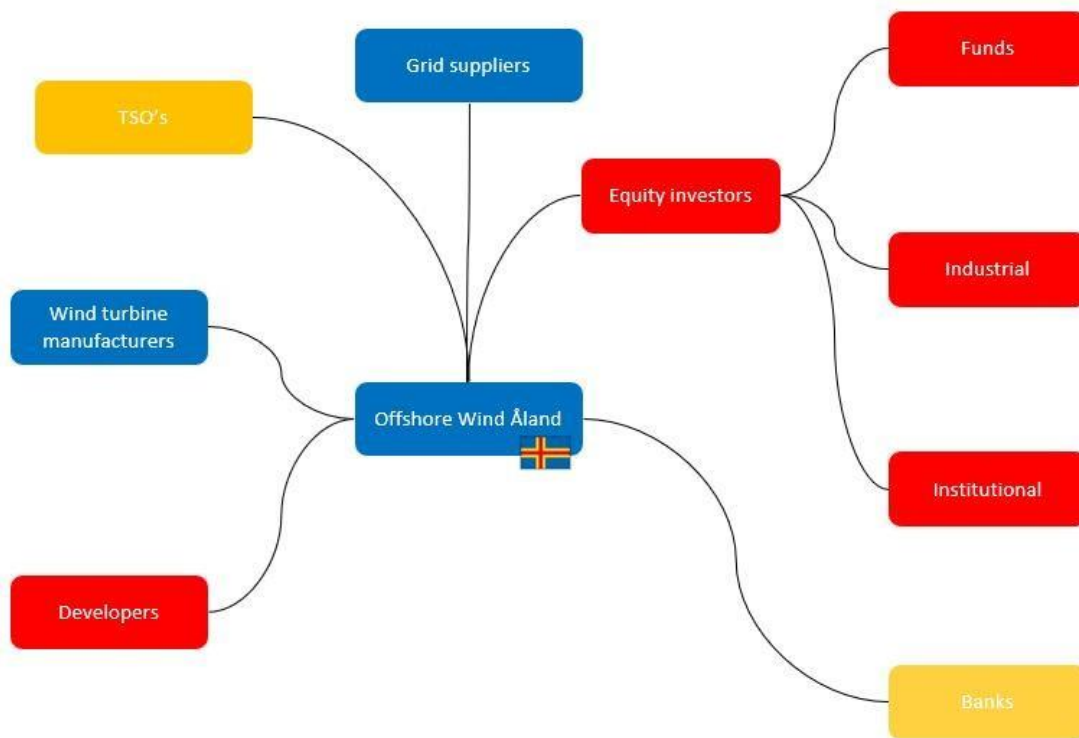 Funds
Grid suppliers
TSO's
Equity investors
Industrial
Wind turbine
manufacturers
Offshore Wind Åland
Institutional
Developers
Banks